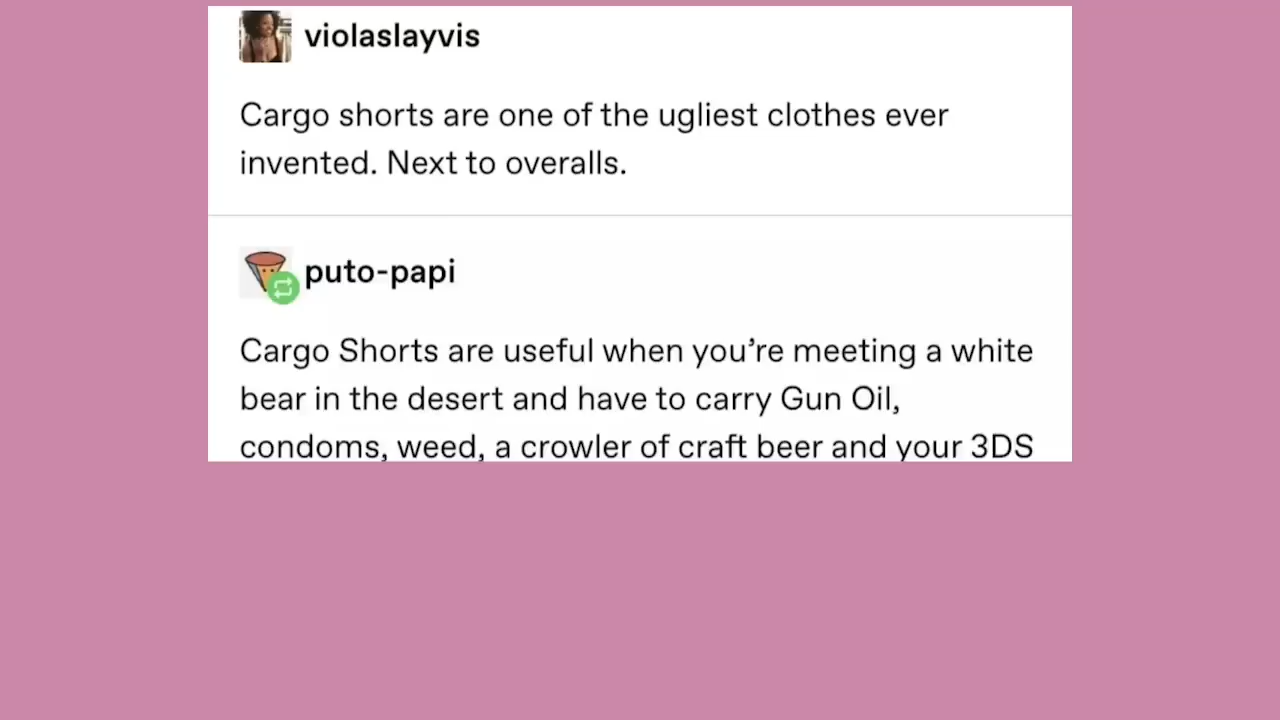 violaslayvis
Cargo shorts are one of the ugliest clothes ever
invented. Next to overalls.
puto-papi
Cargo Shorts are useful when you’re meeting a white
bear in the desert and have to carry Gun Oil,
condoms, weed, a crowler of craft beer and your 3DS